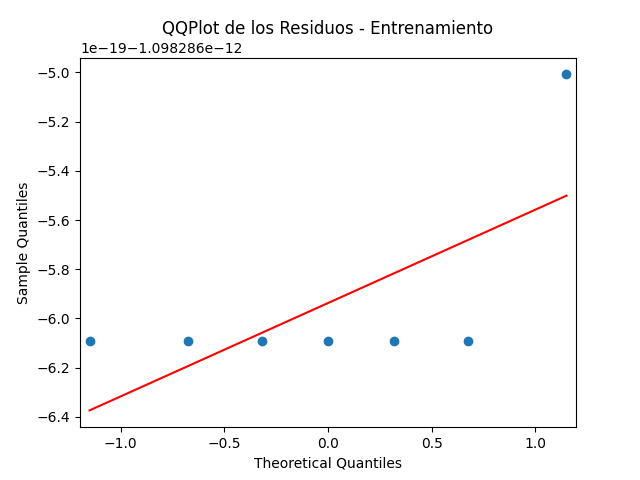 QQPlot de los Residuos - Entrenamiento
1e−19−1.098286e−12
−5.0
−5.2
−5.4
−5.6
−5.8
−6.0
−6.2
−6.4
Sample Quantiles
−1.0 −0.5 0.0 0.5 1.0
Theoretical Quantiles